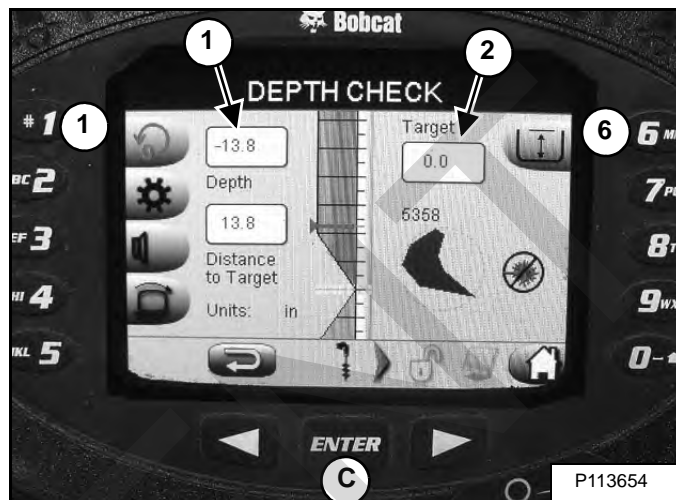 Bobcat
1
2
DEPTH CHECK
# 1
1
6
6
-13.8
Target
0.0
Depth
2
7
5358
13.8
3
8
Distance
to Target
4
9
Units: in
5
0
ENTER
C
P113654